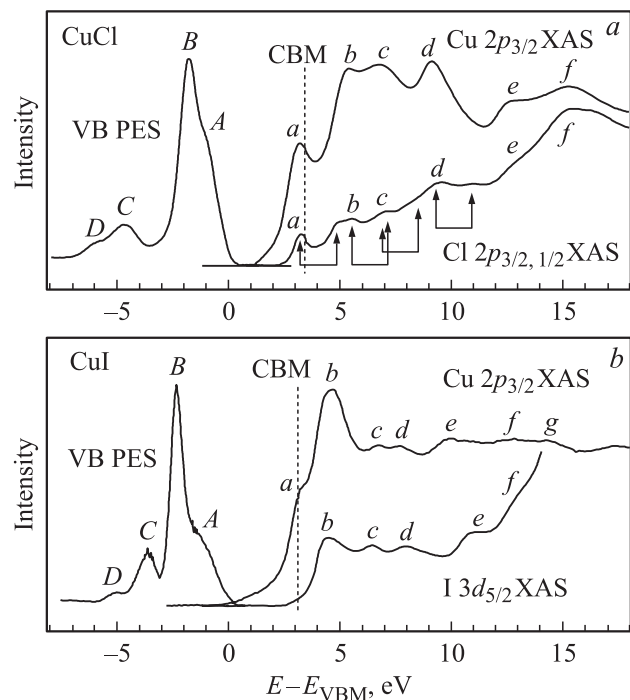 CuCl
B
CBM
b
c
d
Cu 2p3/2 XAS
a
A
VB PES
a
e
f
Intensity
D
C
a
b
c
d
e
f
Cl 2p3/2, 1/2 XAS
−5
0
5
10
15
CuI
B
CBM
b
Cu 2p3/2 XAS
b
VB PES
a
c
d
e
f
g
Intensity
D
C
A
b
c
d
e
f
I 3d5/2 XAS
−5
0
5
10
15
E−EVBM, eV